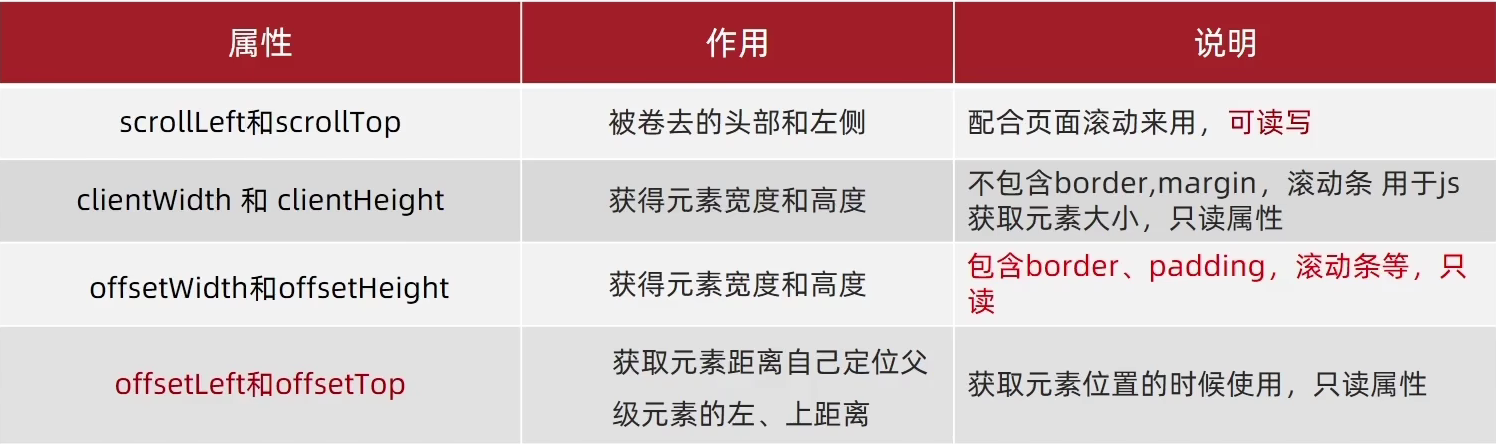 属性
作用
说明
scrollLeft和scrollTop
被卷去的头部和左侧
配合页面滚动来用，可读写
clientWidth 和 clientHeight
获得元素宽度和高度
不包含border,margin，滚动条 用于js
获取元素大小，只读属性
offsetWidth和offsetHeight
获得元素宽度和高度
包含border、padding，滚动条等，只
读
offsetLeft和offsetTop
获取元素距离自己定位父
级元素的左、上距离
获取元素位置的时候使用，只读属性